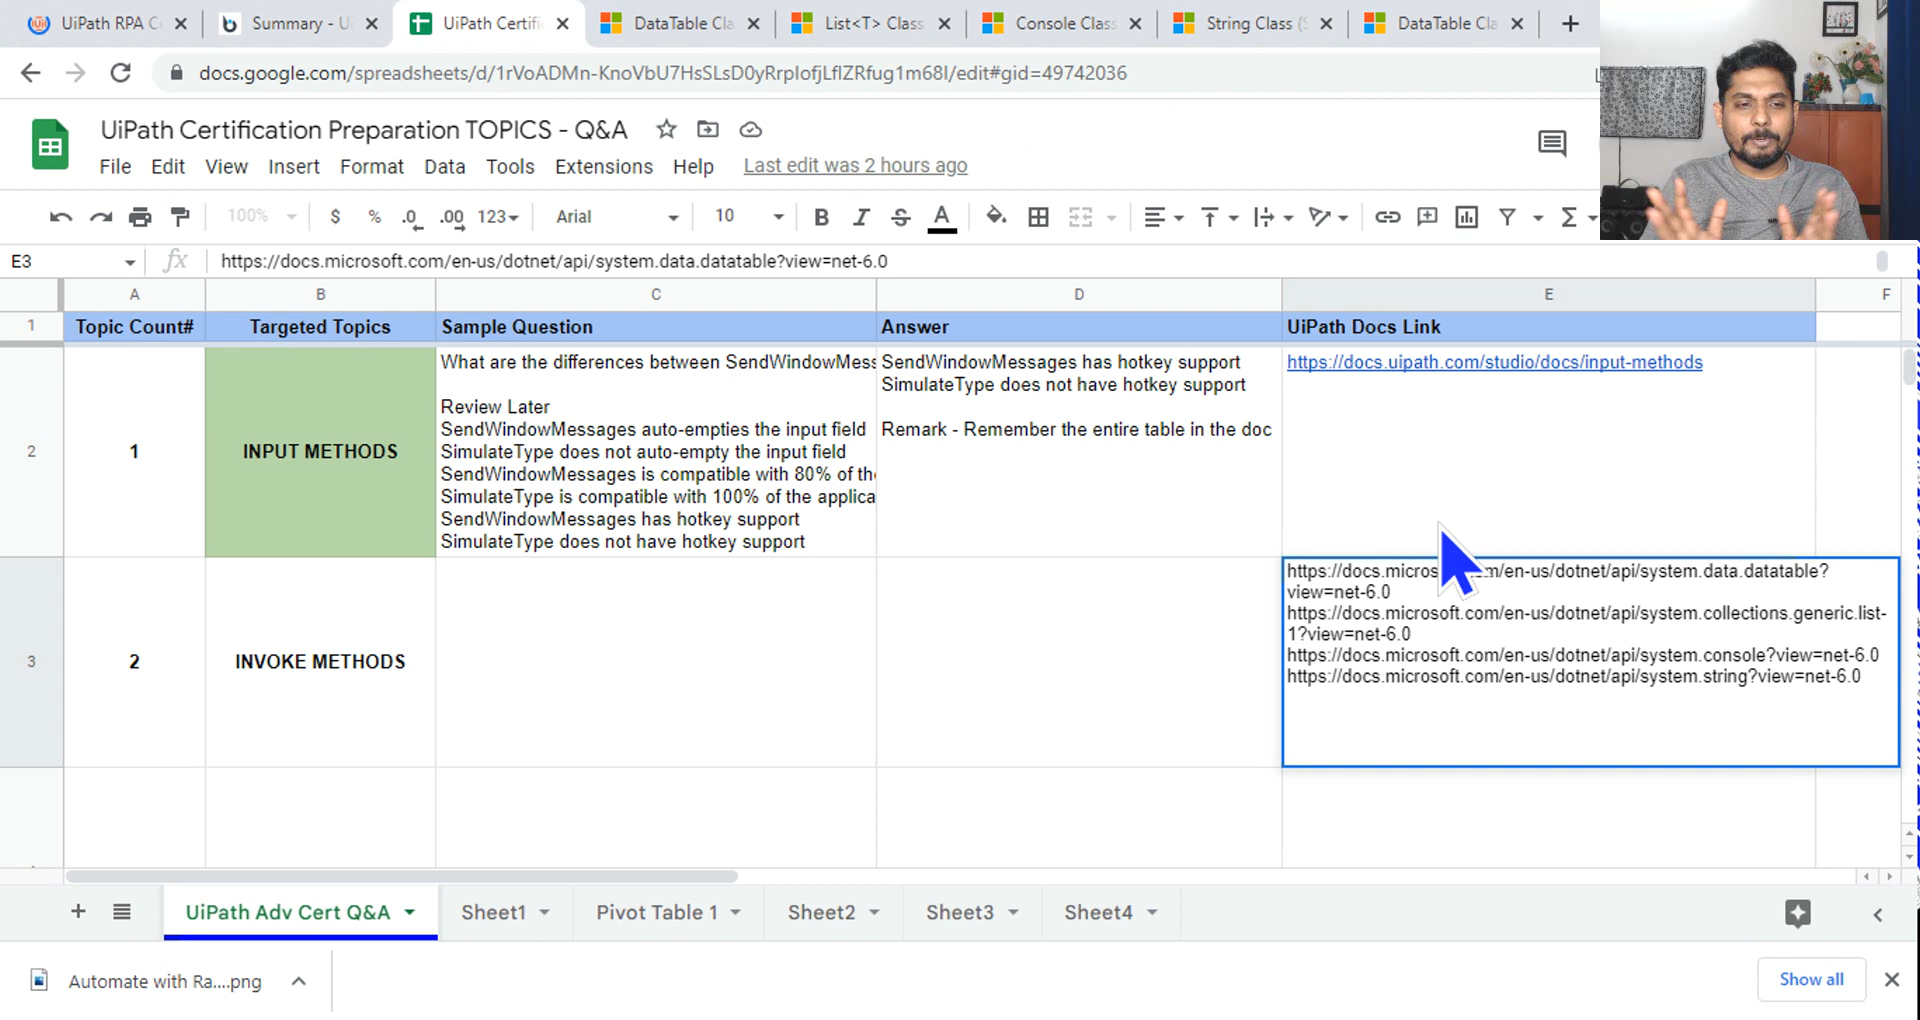 UiPath RPA C
Summary - U
UiPath Certifi
DataTable Cla
List<T> Class
Console Class
String Class (S
DataTable Cla
docs.google.com/spreadsheets/d/1rVoADMn-KnoVbU7HsSLsD0yRrpIofjLfIZRfug1m68I/edit#gid=49742036
UiPath Certification Preparation TOPICS - Q&A
File Edit View Insert Format Data Tools Extensions Help Last edit was 2 hours ago
100% $ % .0 .00 123 Arial 10 B I S A
E3 fx https://docs.microsoft.com/en-us/dotnet/api/system.data.datatable?view=net-6.0
A B C D E F
1 Topic Count# Targeted Topics Sample Question Answer UiPath Docs Link
2
1
INPUT METHODS
What are the differences between SendWindowMess
Review Later
SendWindowMessages auto-empties the input field
SimulateType does not auto-empty the input field
SendWindowMessages is compatible with 80% of the
SimulateType is compatible with 100% of the applica
SendWindowMessages has hotkey support
SimulateType does not have hotkey support
SendWindowMessages has hotkey support
SimulateType does not have hotkey support
Remark - Remember the entire table in the doc
https://docs.uipath.com/studio/docs/input-methods
3
2
INVOKE METHODS
https://docs.micros m/en-us/dotnet/api/system.data.datatable?
view=net-6.0
https://docs.microsoft.com/en-us/dotnet/api/system.collections.generic.list-
1?view=net-6.0
https://docs.microsoft.com/en-us/dotnet/api/system.console?view=net-6.0
https://docs.microsoft.com/en-us/dotnet/api/system.string?view=net-6.0
UiPath Adv Cert Q&A Sheet1 Pivot Table 1 Sheet2 Sheet3 Sheet4
Automate with Ra....png
Show all